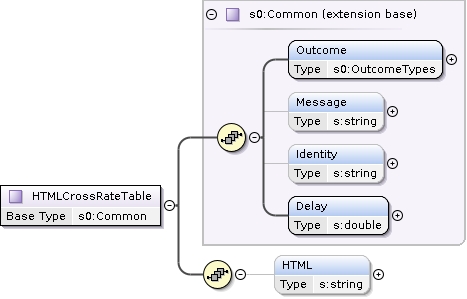 s0:Common (extension base)
Outcome
Type s0:OutcomeTypes
Message
Type s:string
Identity
Type s:string
HTMLCrossRateTable
Base Type s0:Common
Delay
Type s:double
HTML
Type s:string